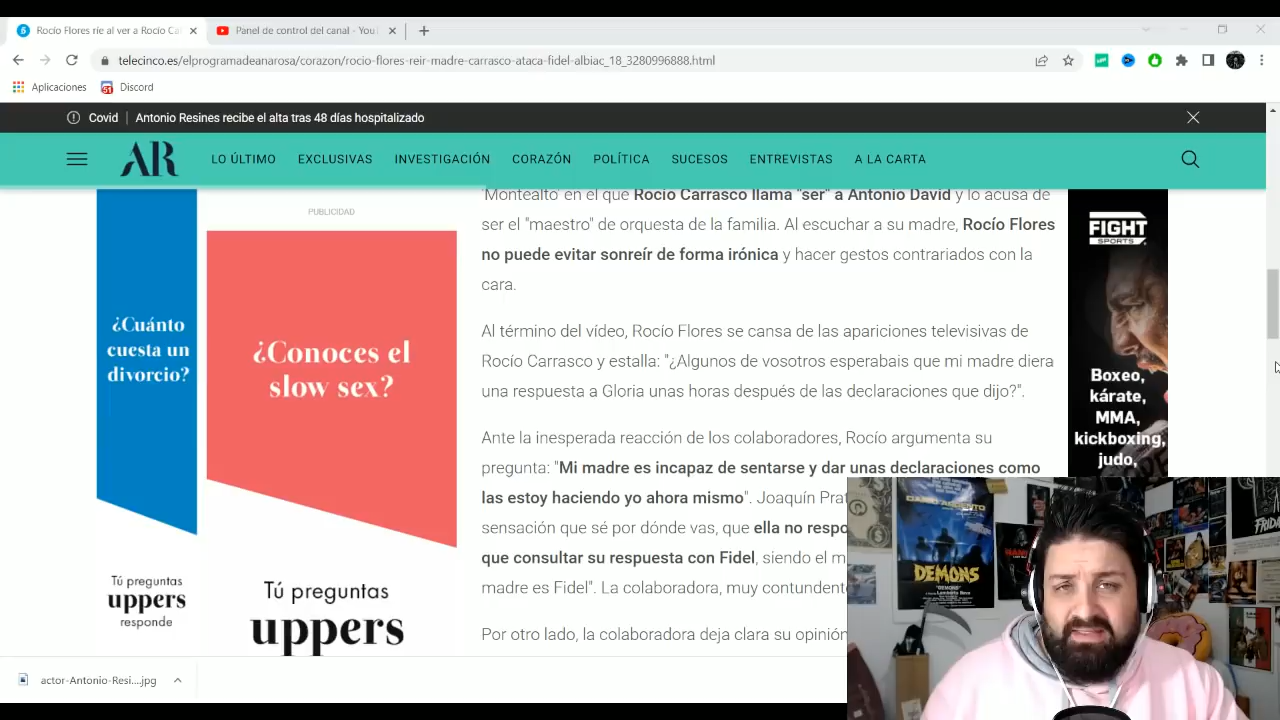 Rocío Flores ríe al ver a Rocío Ca
Panel de control del canal - You
telecinco.es/elprogramadeanarosa/corazon/rocio-flores-ren-madre-carrasco-ataca-fidel-albiac_18_3280996888.html
Aplicaciones
Discord
Covid
Antonio Resines recibe el alta tras 48 días hospitalizado
AR
LO ÚLTIMO
EXCLUSIVAS
INVESTIGACIÓN
CORAZÓN
POLÍTICA
SUCESOS
ENTREVISTAS
A LA CARTA
PUBLICIDAD
¿Cuánto
cuesta un
divorcio?
Tú preguntas
uppers
responde
¿Conoces el
slow sex?
Tú preguntas
uppers
'Montealto' en el que Rocío Carrasco llama "ser" a Antonio David y lo acusa de
ser el "maestro" de orquesta de la familia. Al escuchar a su madre, Rocío Flores
no puede evitar sonreír de forma irónica y hacer gestos contrariados con la
cara.
Al término del vídeo, Rocío Flores se cansa de las apariciones televisivas de
Rocío Carrasco y estalla: "¿Algunos de vosotros esperabais que mi madre diera
una respuesta a Gloria unas horas después de las declaraciones que dijo?".
Ante la inesperada reacción de los colaboradores, Rocío argumenta su
pregunta: "Mi madre es incapaz de sentarse y dar unas declaraciones como
las estoy haciendo yo ahora mismo". Joaquín Prat
sensación que sé por dónde vas, que ella no respo
que consultar su respuesta con Fidel, siendo el m
madre es Fidel". La colaboradora, muy contundente
Por otro lado, la colaboradora deja clara su opinión
FIGHT
SPORTS
Boxeo,
kárate,
MMA,
kickboxing,
judo,
DEMONS
actor-Antonio-Resi....jpg